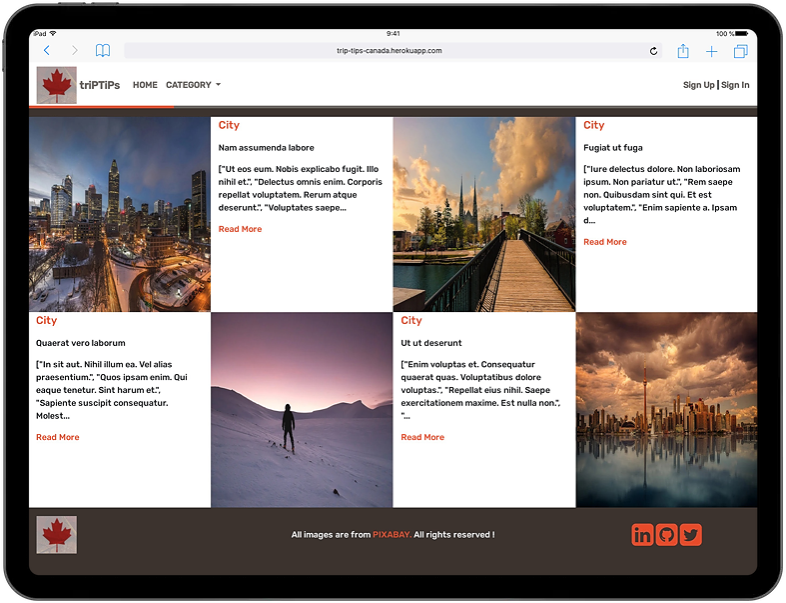 iPad
9:41
100 %
trip-tips-canada.herokuapp.com
triPTiPs
HOME
CATEGORY
Sign Up | Sign In
City
Nam assumenda labore
["Ut eos eum. Nobis explicabo fugit. Illo
nihil et.", "Delectus omnis enim. Corporis
repellat voluptatem. Rerum atque
deserunt.", "Voluptates saepe...
Read More
City
Fugiat ut fuga
["Iure delectus dolore. Non laboriosam
ipsum. Non pariatur ut.", "Rem saepe
non. Quibusdam sint qui. Et est
voluptatem.", "Enim sapiente a. Ipsam
d...
Read More
City
Quaerat vero laborum
["In sit aut. Nihil illum ea. Vel alias
praesentium.", "Quos ipsam enim. Qui
eaque tenetur. Sint harum et.",
"Sapiente suscipit consequatur.
Molest...
Read More
City
Ut ut deserunt
["Enim voluptas et. Consequatur
quaerat quas. Voluptatibus dolore
voluptas.", "Repellat eius nihil. Saepe
exercitationem maxime. Est nulla non.",
"...
Read More
All images are from PIXABAY. All rights reserved !
in